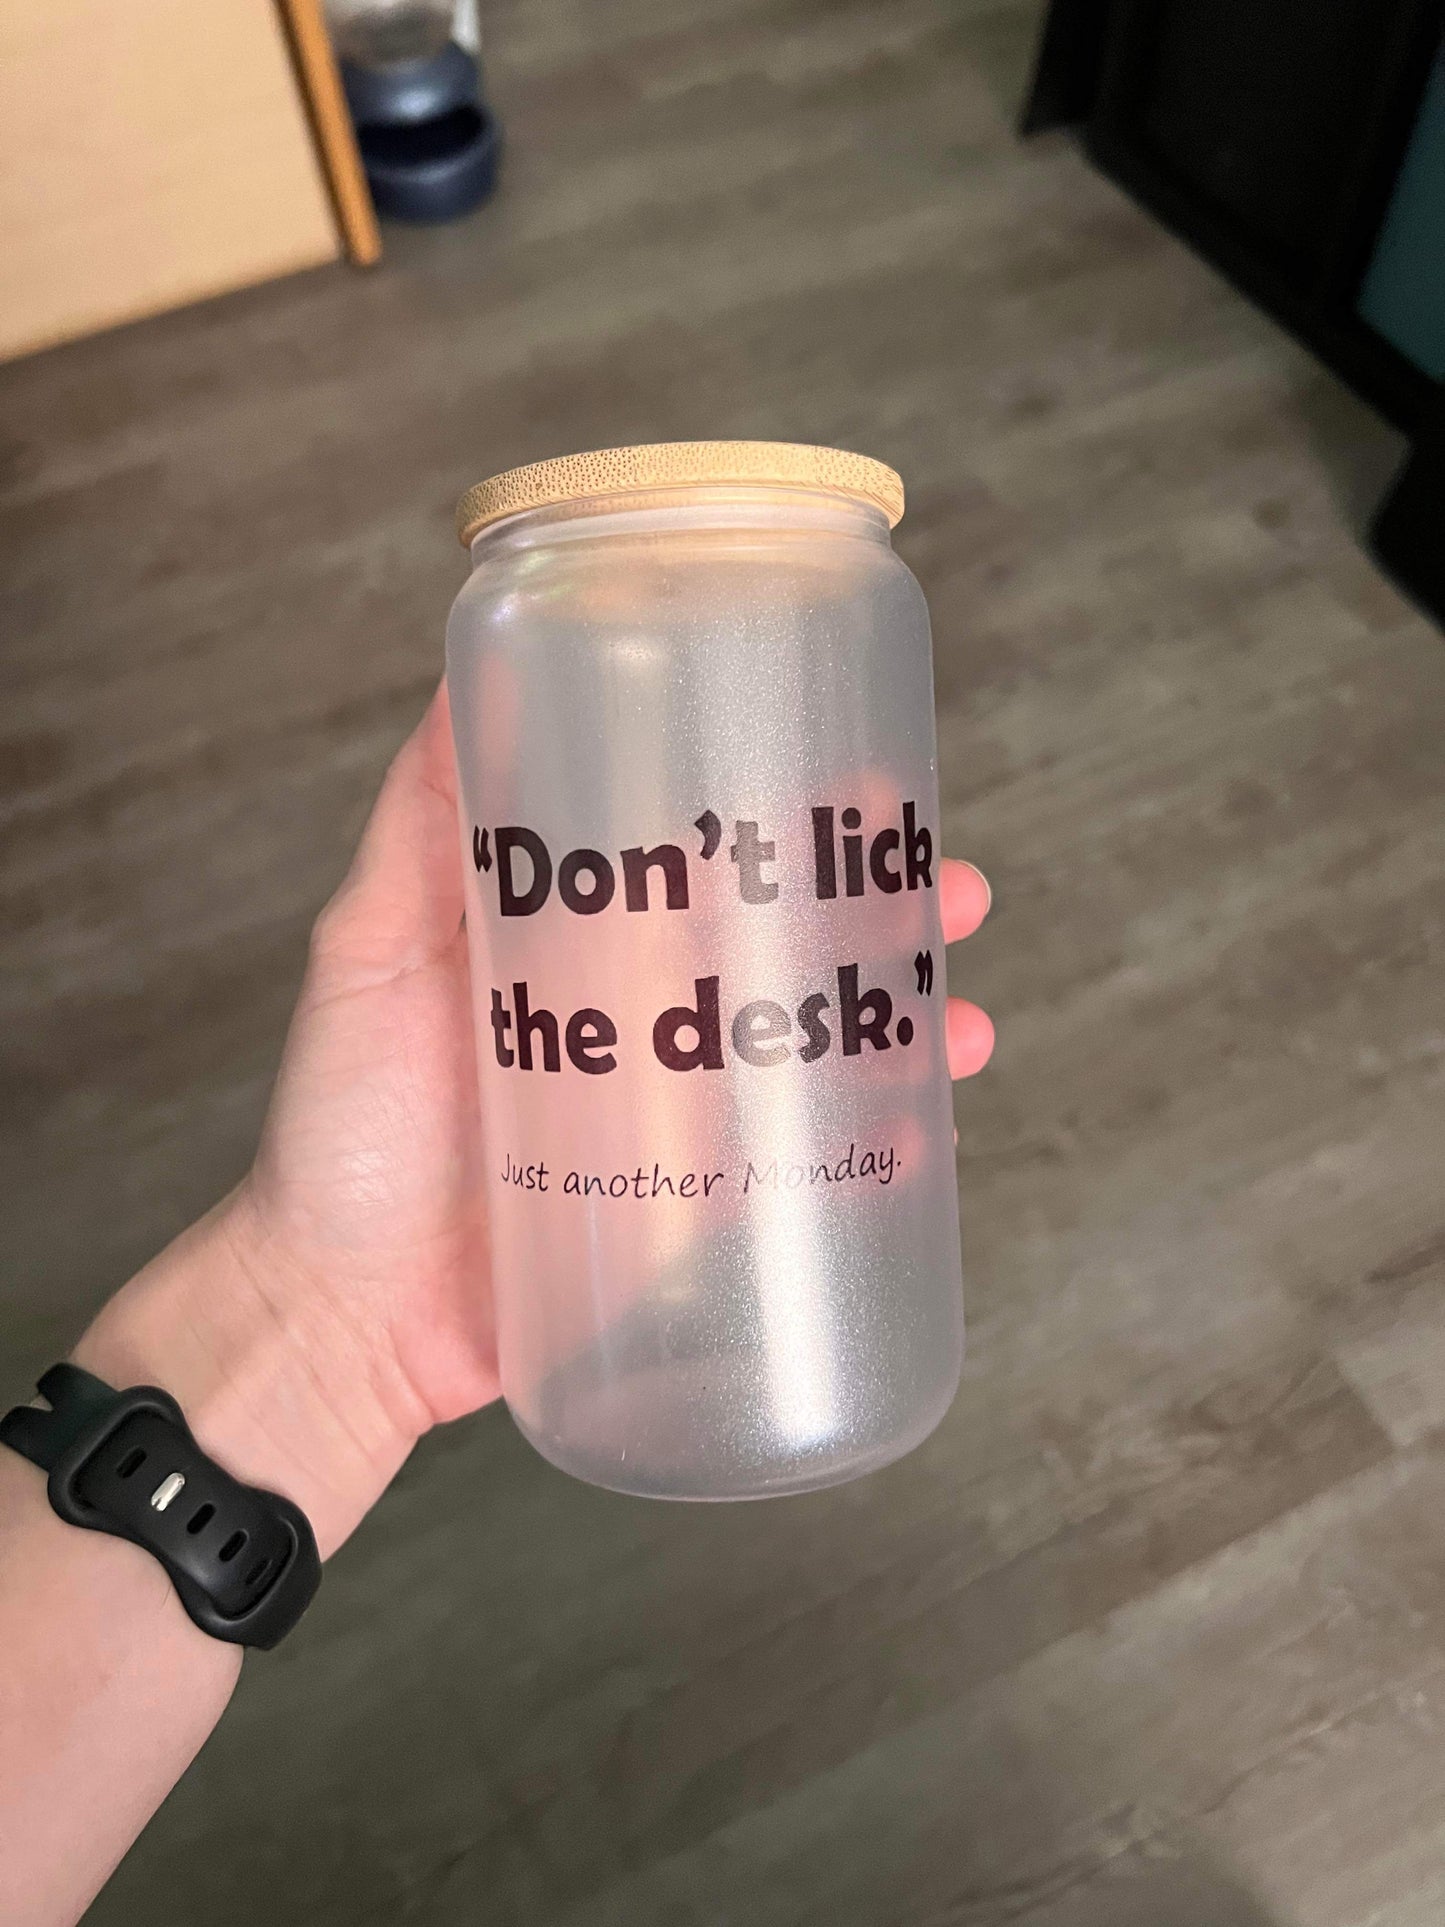 “Don’t lick
the desk.”
Just another Monday.